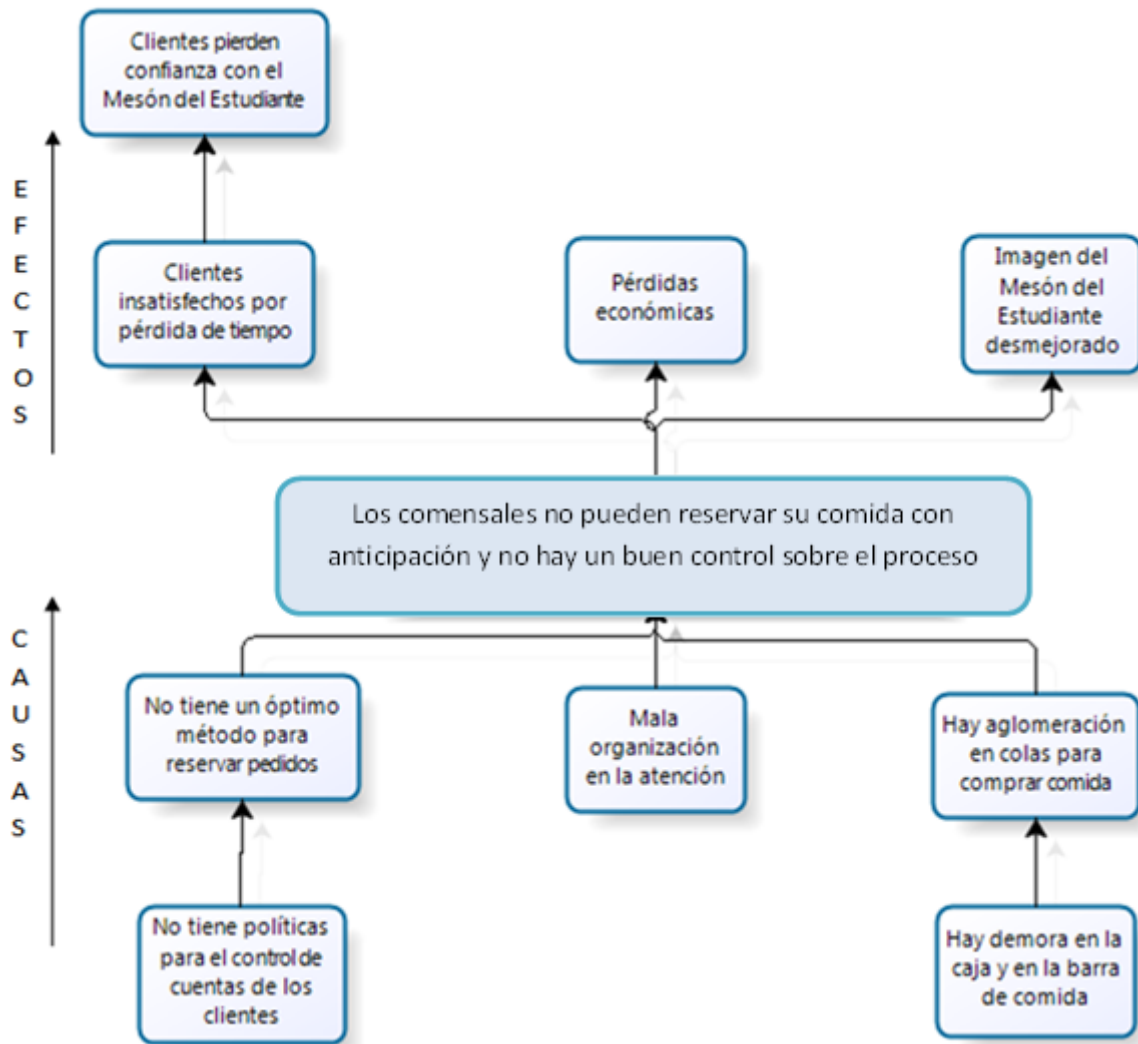 Clientes pierden
confianza con el
Mesón del Estudiante
EFECTOS
Clientes
insatisfechos por
pérdida de tiempo
Pérdidas
económicas
Imagen del
Mesón del
Estudiante
desmejorado
Los comensales no pueden reservar su comida con
anticipación y no hay un buen control sobre el proceso
CAUSAS
No tiene un óptimo
método para
reservar pedidos
Mala
organización
en la atención
Hay aglomeración
en colas para
comprar comida
No tiene políticas
para el control de
cuentas de los
clientes
Hay demora en la
caja y en la barra
de comida